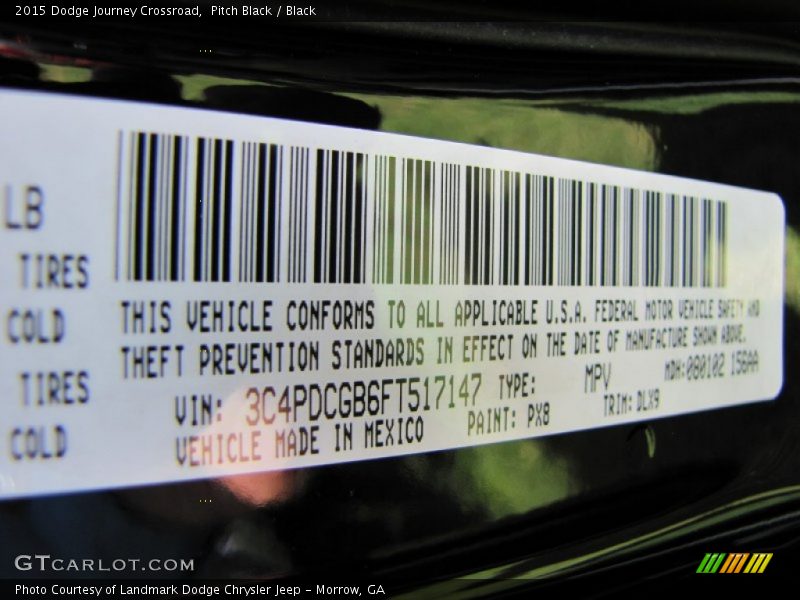 2015 Dodge Journey Crossroad, Pitch Black / Black
LB
TIRES
COLD
TIRES
COLD
THIS VEHICLE CONFORMS TO ALL APPLICABLE U.S.A. FEDERAL MOTOR VEHICLE SAFETY AND
THEFT PREVENTION STANDARDS IN EFFECT ON THE DATE OF MANUFACTURE SHOWN ABOVE.
VIN: 3C4PDCGB6FT517147 TYPE: MPV MDH:080102 156AA
VEHICLE MADE IN MEXICO PAINT: PX8 TRIM: DLX9
GTCARLOT.COM
Photo Courtesy of Landmark Dodge Chrysler Jeep - Morrow, GA